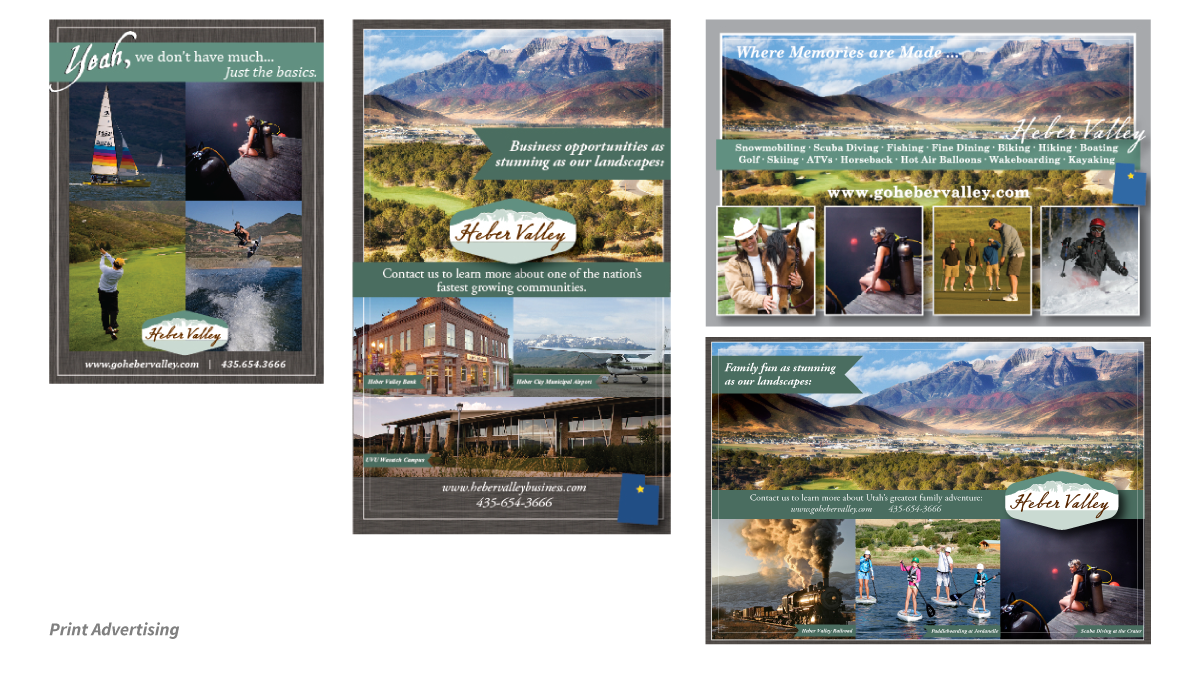 Yeah, we don't have much...
Just the basics.
Heber Valley
www.gohebervalley.com | 435.654.3666
Business opportunities as
stunning as our landscapes:
Heber Valley
Contact us to learn more about one of the nation's
fastest growing communities.
Heber Valley Bank
Heber City Municipal Airport
UVU Wasatch Campus
www.hebervalleybusiness.com
435-654-3666
Where Memories are Made ....
Heber Valley
Snowmobiling · Scuba Diving · Fishing · Fine Dining · Biking · Hiking · Boating
Golf · Skiing · ATVs · Horseback · Hot Air Balloons · Wakeboarding · Kayaking
www.gohebervalley.com
Family fun as stunning
as our landscapes:
Contact us to learn more about Utah's greatest family adventure:
www.gohebervalley.com 435-654-3666
Heber Valley
Heber Valley Railroad
Paddleboarding at Jordanelle
Scuba Diving at the Crater
Print Advertising